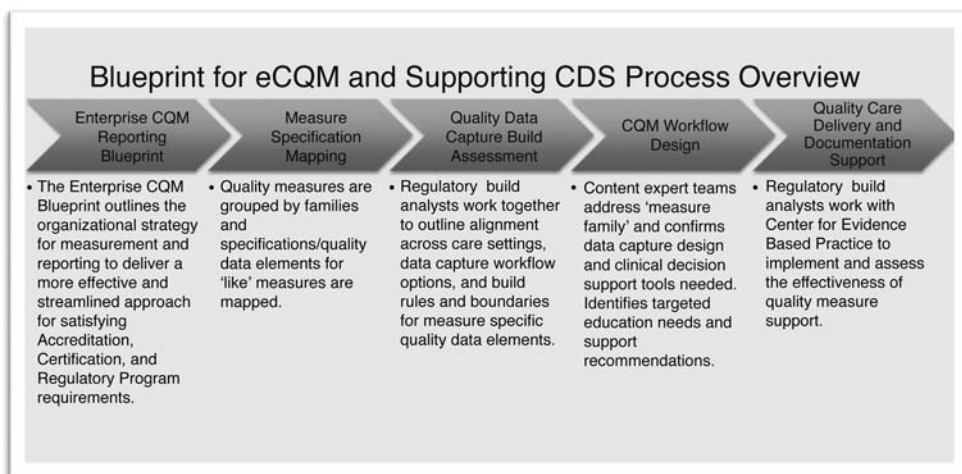 Blueprint for eCQM and Supporting CDS Process Overview
Enterprise CQM
Reporting
Blueprint
• The Enterprise CQM
Blueprint outlines the
organizational strategy
for measurement and
reporting to deliver a
more effective and
streamlined approach
for satisfying
Accreditation,
Certification, and
Regulatory Program
requirements.
Measure
Specification
Mapping
• Quality measures are
grouped by families
and
specifications/quality
data elements for
‘like’ measures are
mapped.
Quality Data
Capture Build
Assessment
• Regulatory build
analysts work together
to outline alignment
across care settings,
data capture workflow
options, and build
rules and boundaries
for measure specific
quality data elements.
CQM Workflow
Design
• Content expert teams
address ‘measure
family’ and confirms
data capture design
and clinical decision
support tools needed.
Identifies targeted
education needs and
support
recommendations.
Quality Care
Delivery and
Documentation
Support
• Regulatory build
analysts work with
Center for Evidence
Based Practice to
implement and assess
the effectiveness of
quality measure
support.